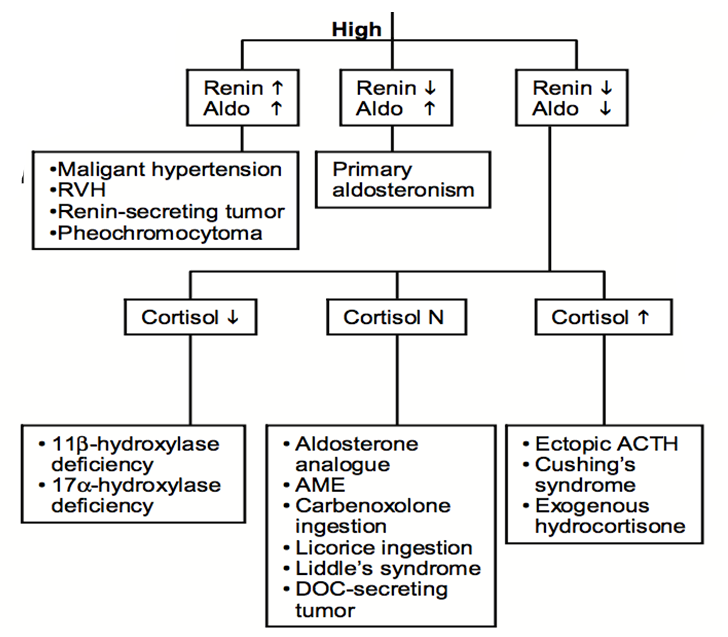 High
Renin ↑
Aldo ↑
Renin ↓
Aldo ↑
Renin ↓
Aldo ↓
•Maligant hypertension
•RVH
•Renin-secreting tumor
•Pheochromocytoma
Primary
aldosteronism
Cortisol ↓
Cortisol N
Cortisol ↑
• 11β-hydroxylase
deficiency
• 17α-hydroxylase
deficiency
• Aldosterone
analogue
• AME
• Carbenoxolone
ingestion
• Licorice ingestion
• Liddle's syndrome
• DOC-secreting
tumor
• Ectopic ACTH
• Cushing's
syndrome
• Exogenous
hydrocortisone